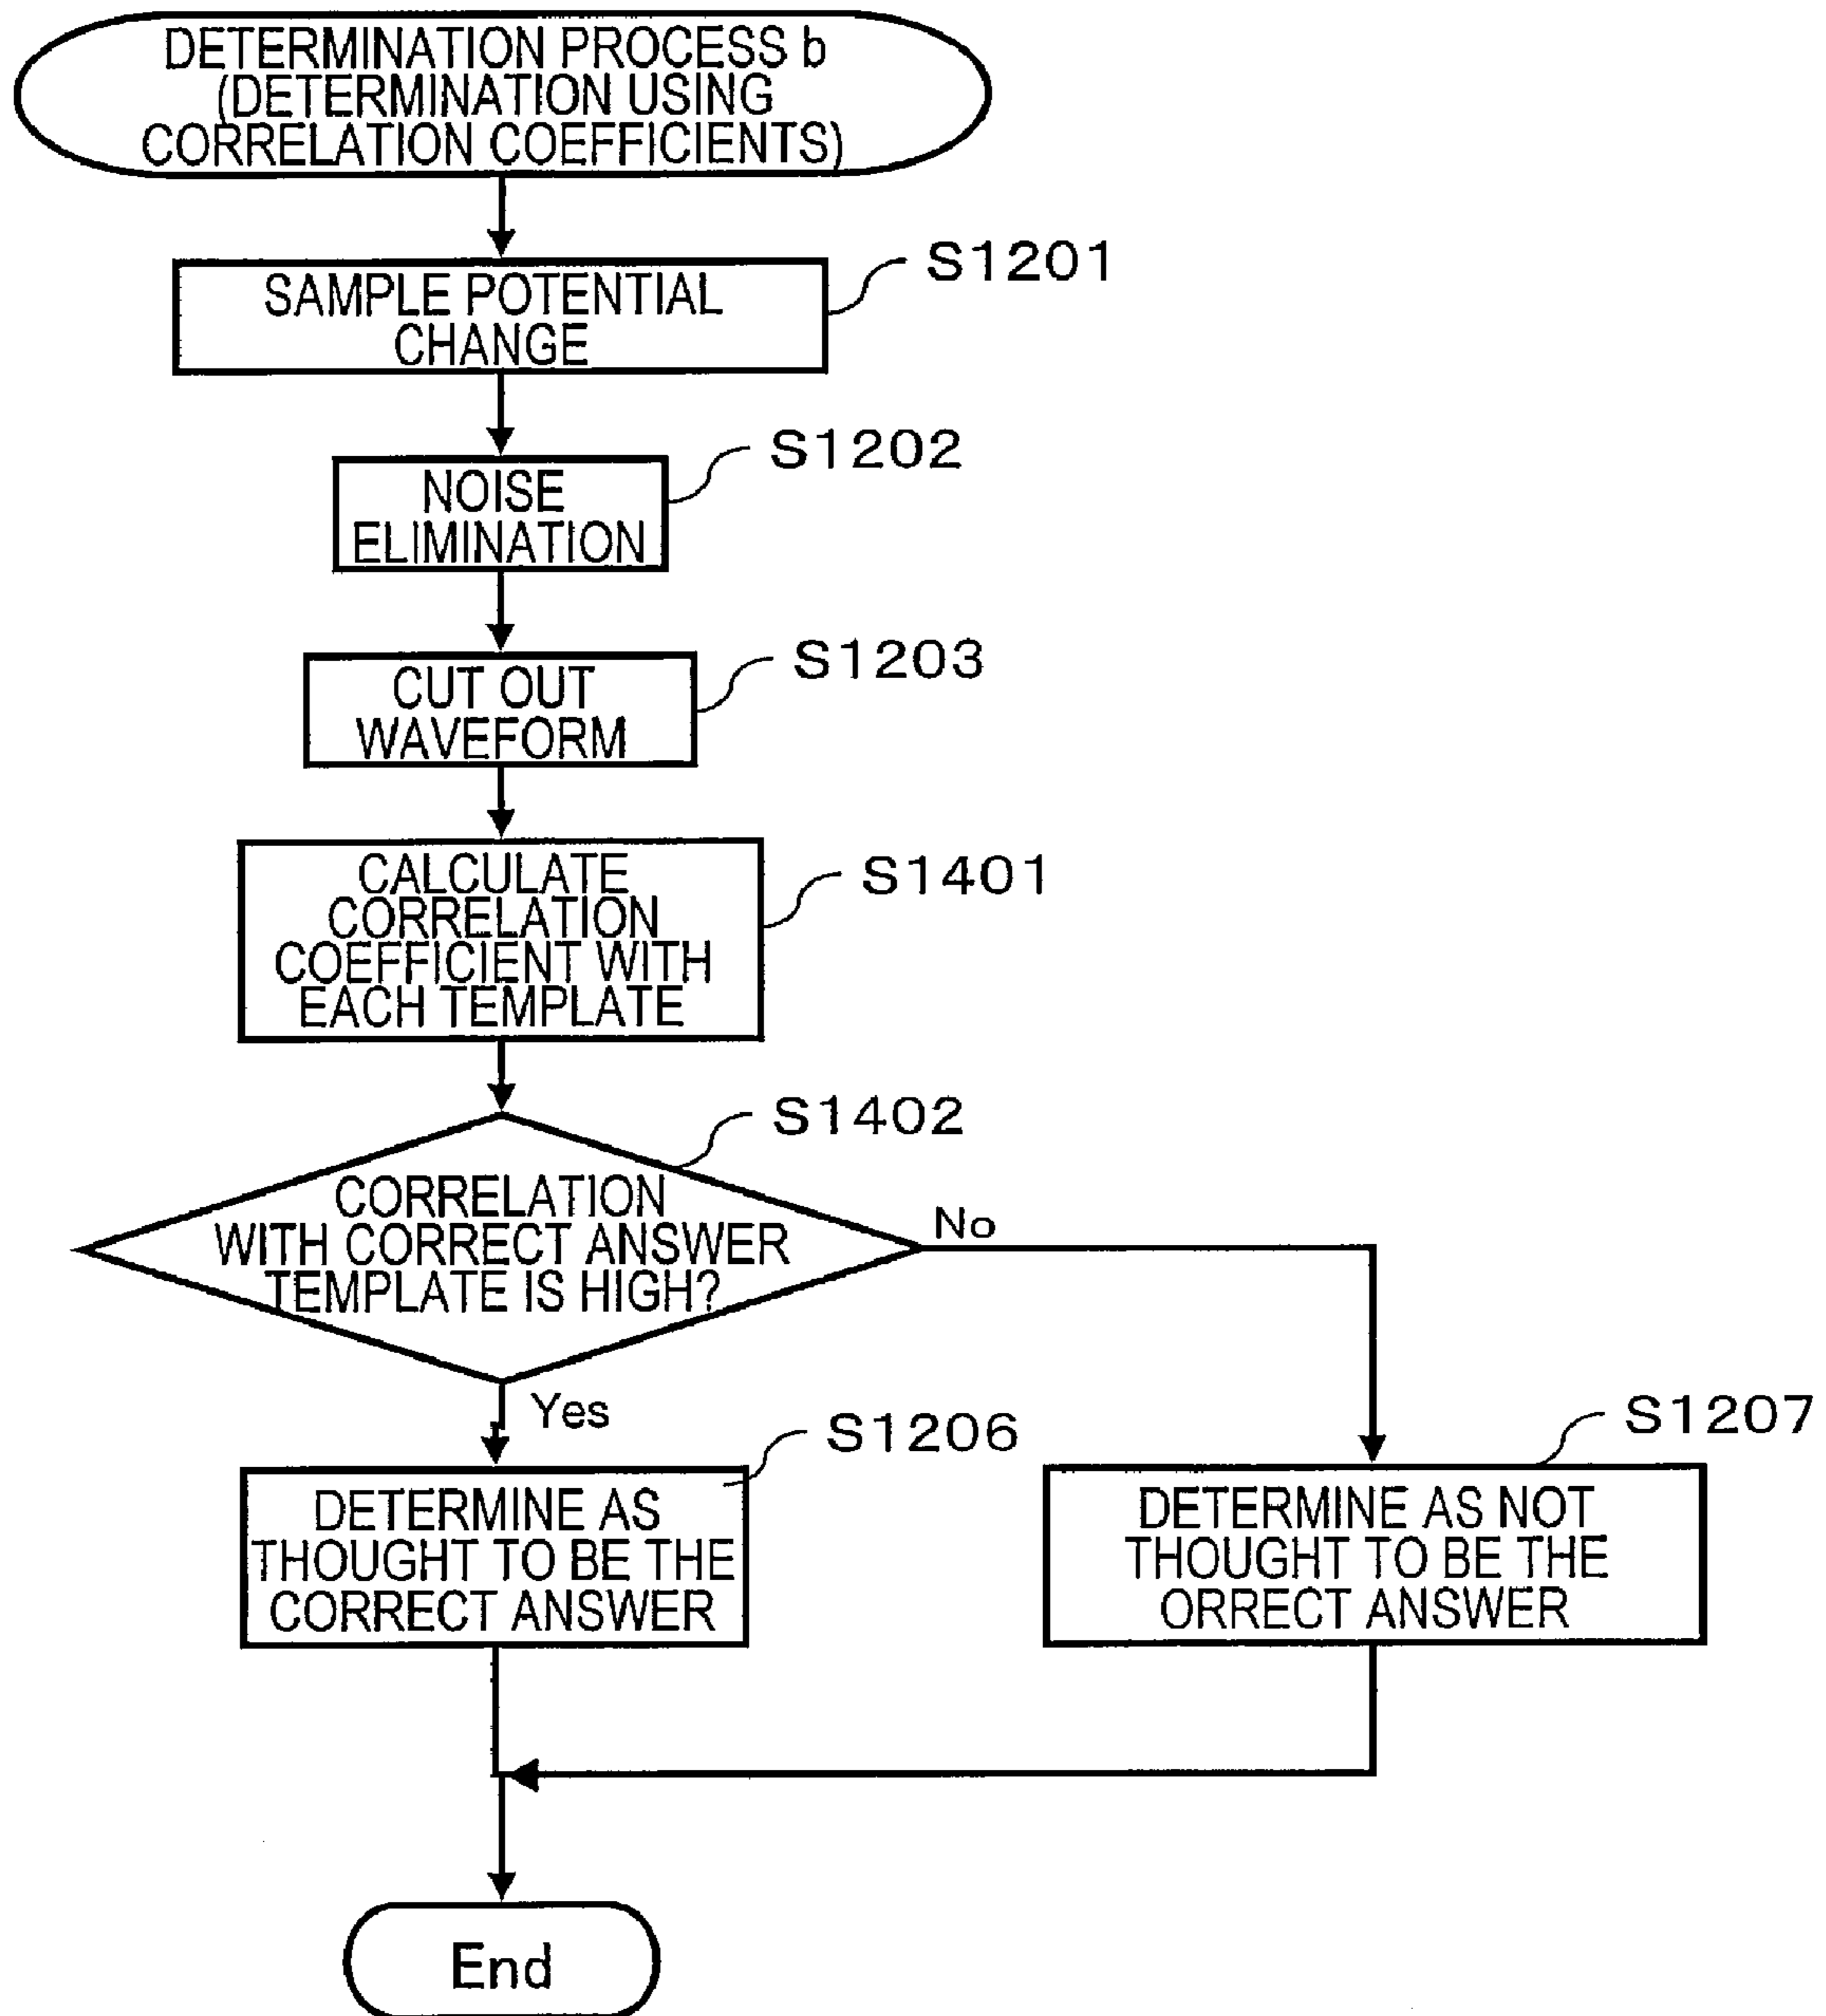 DETERMINATION PROCESS b
(DETERMINATION USING
CORRELATION COEFFICIENTS)
S1201
SAMPLE POTENTIAL
CHANGE
S1202
NOISE
ELIMINATION
S1203
CUT OUT
WAVEFORM
S1401
CALCULATE
CORRELATION
COEFFICIENT WITH
EACH TEMPLATE
S1402
CORRELATION
WITH CORRECT ANSWER
TEMPLATE IS HIGH?
No
Yes
S1206
DETERMINE AS
THOUGHT TO BE THE
CORRECT ANSWER
S1207
DETERMINE AS NOT
THOUGHT TO BE THE
ORRECT ANSWER
End